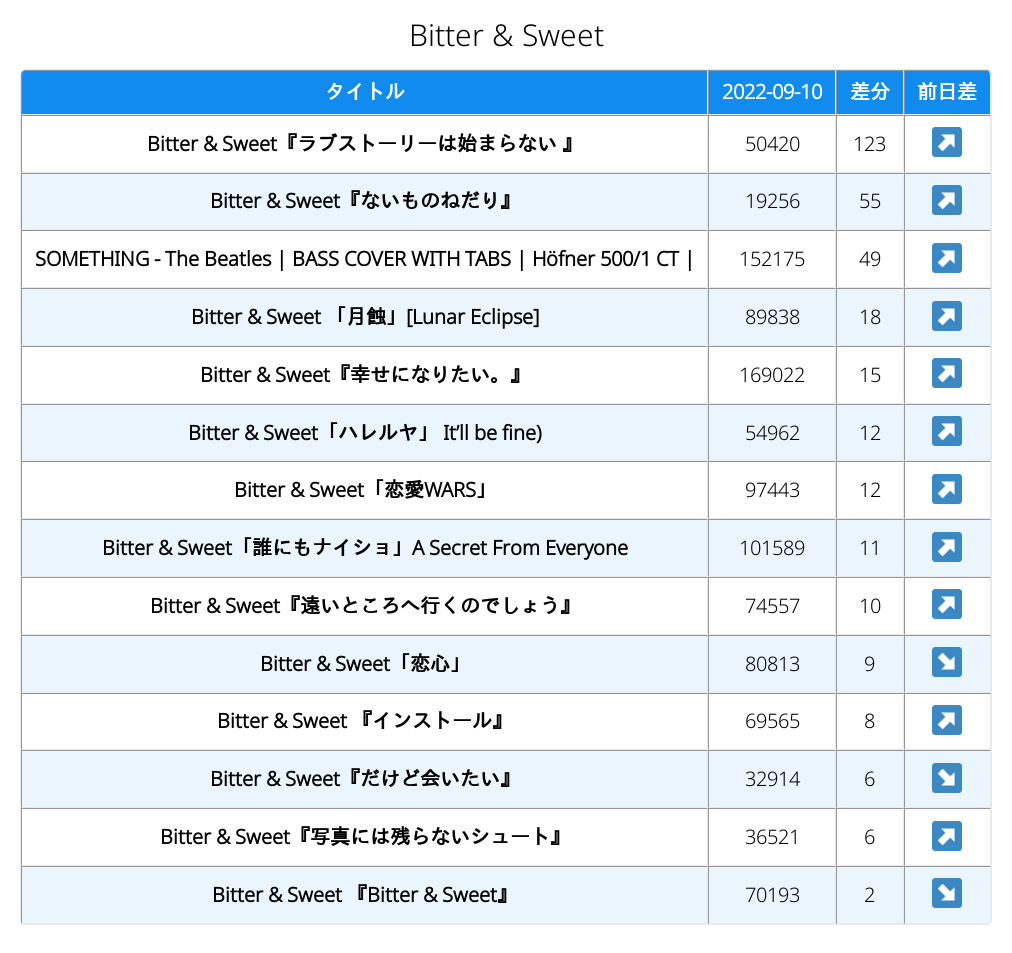 Bitter & Sweet
タイトル 2022-09-10 差分 前日差
Bitter & Sweet『ラブストーリーは始まらない 』 50420 123 ↗
Bitter & Sweet『ないものねだり』 19256 55 ↗
SOMETHING - The Beatles | BASS COVER WITH TABS | Höfner 500/1 CT | 152175 49 ↗
Bitter & Sweet 「月蝕」[Lunar Eclipse] 89838 18 ↗
Bitter & Sweet『幸せになりたい。』 169022 15 ↗
Bitter & Sweet「ハレルヤ」 It’ll be fine) 54962 12 ↗
Bitter & Sweet「恋愛WARS」 97443 12 ↗
Bitter & Sweet「誰にもナイショ」A Secret From Everyone 101589 11 ↗
Bitter & Sweet『遠いところへ行くのでしょう』 74557 10 ↗
Bitter & Sweet「恋心」 80813 9 ↘
Bitter & Sweet 『インストール』 69565 8 ↗
Bitter & Sweet『だけど会いたい』 32914 6 ↘
Bitter & Sweet『写真には残らないシュート』 36521 6 ↗
Bitter & Sweet 『Bitter & Sweet』 70193 2 ↘